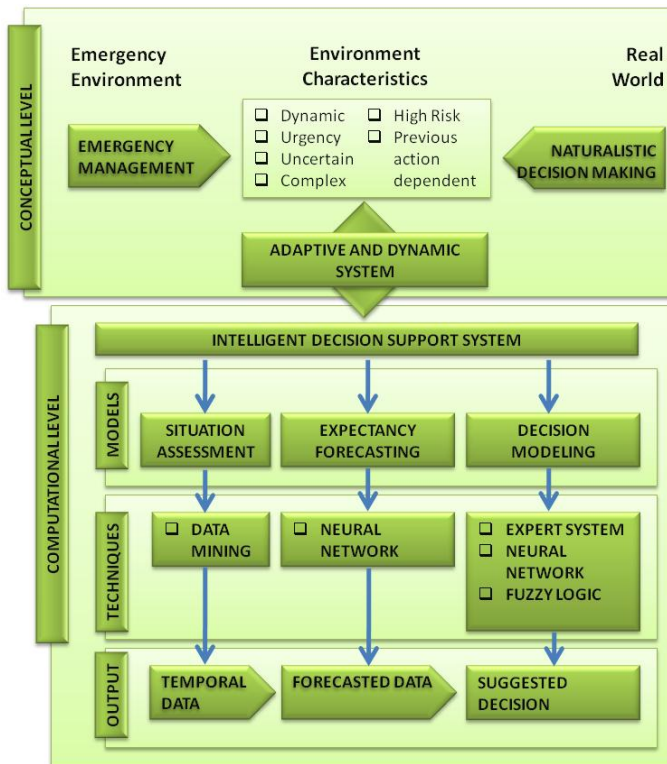 CONCEPTUAL LEVEL
Emergency
Environment
Environment
Characteristics
Real
World
EMERGENCY
MANAGEMENT
❑ Dynamic
❑ Urgency
❑ Uncertain
❑ Complex
❑ High Risk
❑ Previous
action
dependent
NATURALISTIC
DECISION MAKING
ADAPTIVE AND DYNAMIC
SYSTEM
COMPUTATIONAL LEVEL
INTELLIGENT DECISION SUPPORT SYSTEM
MODELS
SITUATION
ASSESSMENT
EXPECTANCY
FORECASTING
DECISION
MODELING
TECHNIQUES
❑ DATA
MINING
❑ NEURAL
NETWORK
❑ EXPERT SYSTEM
❑ NEURAL
NETWORK
❑ FUZZY LOGIC
OUTPUT
TEMPORAL
DATA
FORECASTED DATA
SUGGESTED
DECISION